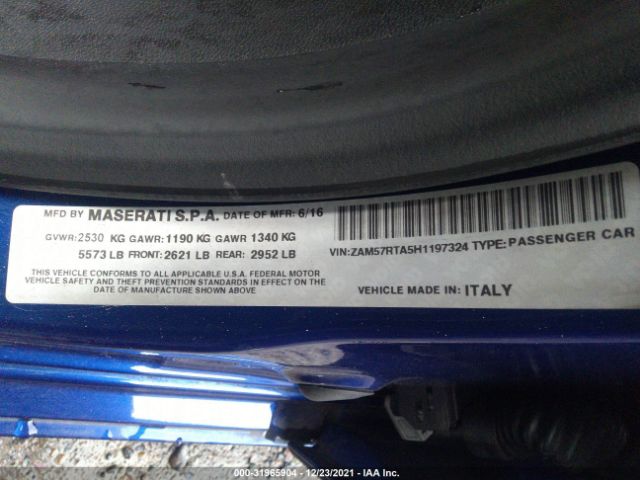 MFD BY MASERATI S.P.A. DATE OF MFR: 6/16
GVWR: 2530 KG GAWR: 1190 KG GAWR 1340 KG
5573 LB FRONT: 2621 LB REAR: 2952 LB
THIS VEHICLE CONFORMS TO ALL APPLICABLE U.S.A. FEDERAL MOTOR
VEHICLE SAFETY AND THEFT PREVENTION STANDARDS IN EFFECT ON
THE DATE OF MANUFACTURE SHOWN ABOVE
VIN: ZAM57RTA5H1197324 TYPE: PASSENGER CAR
VEHICLE MADE IN: ITALY
000-31965904 - 12/23/2021 - IAA Inc.